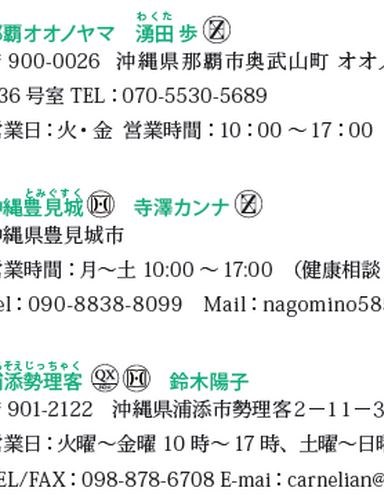 わくた
覇オオノヤマ 湧田 歩 Z
〒900-0026 沖縄県那覇市奥武山町 オオ
36 号室 TEL：070-5530-5689
営業日：火・金 営業時間：10：00 ～ 17：00
とみぐすく
縄豊見城 H 寺澤カンナ Z
沖縄県豊見城市
営業時間：月～土 10:00 ～ 17:00 （健康相談
el：090-8838-8099 Mail：nagomino58
そえじっちゃく
添勢理客 QX H 鈴木陽子
〒901-2122 沖縄県浦添市勢理客２－１１－３
営業日：火曜～金曜 10 時～ 17 時、土曜～日曜
EL/FAX：098-878-6708 E-mai：carnelian@